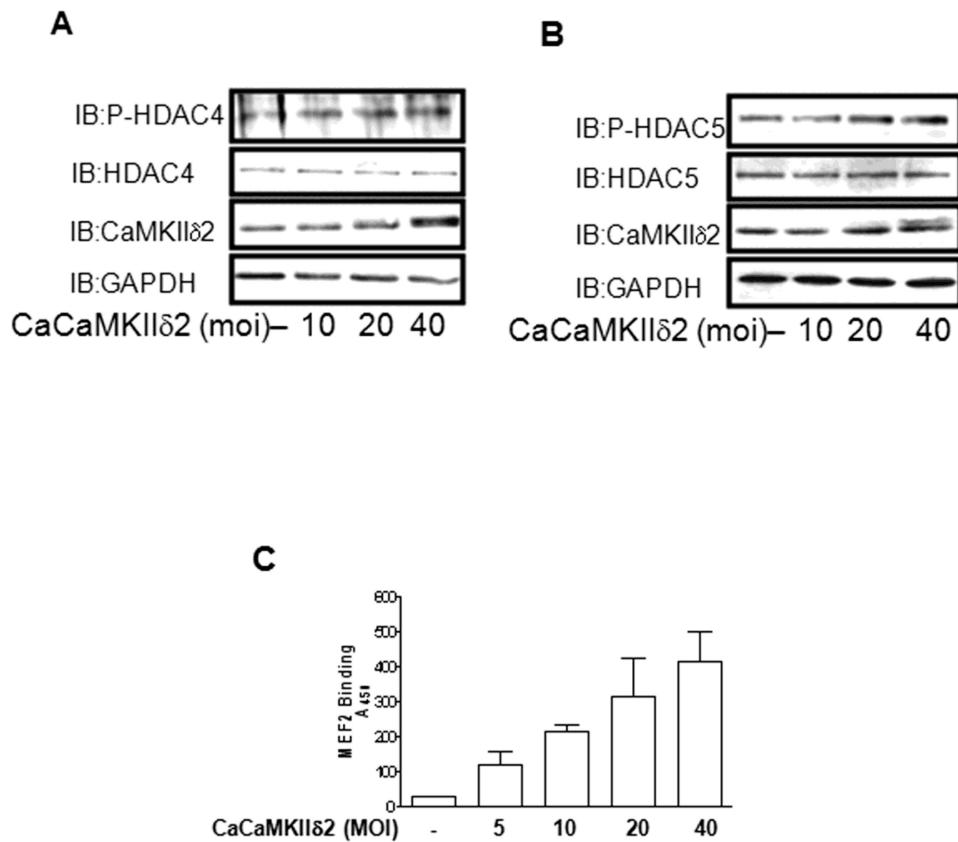 A
IB:P-HDAC4
IB:HDAC4
IB:CaMKIIδ2
IB:GAPDH
CaCaMKIIδ2 (moi)– 10 20 40
B
IB:P-HDAC5
IB:HDAC5
IB:CaMKIIδ2
IB:GAPDH
CaCaMKIIδ2 (moi)– 10 20 40
C
MEF2 Binding
A450
600
500
400
300
200
100
0
CaCaMKIIδ2 (MOI) - 5 10 20 40